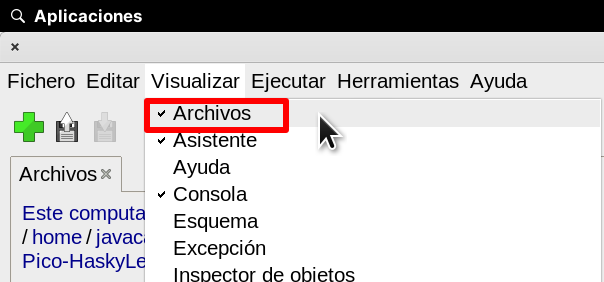 Aplicaciones
Fichero Editar Visualizar Ejecutar Herramientas Ayuda
Archivos
Asistente
Ayuda
Consola
Esquema
Excepción
Inspector de objetos
Archivos
Este computa
/ home / javaca
Pico-HaskyLe